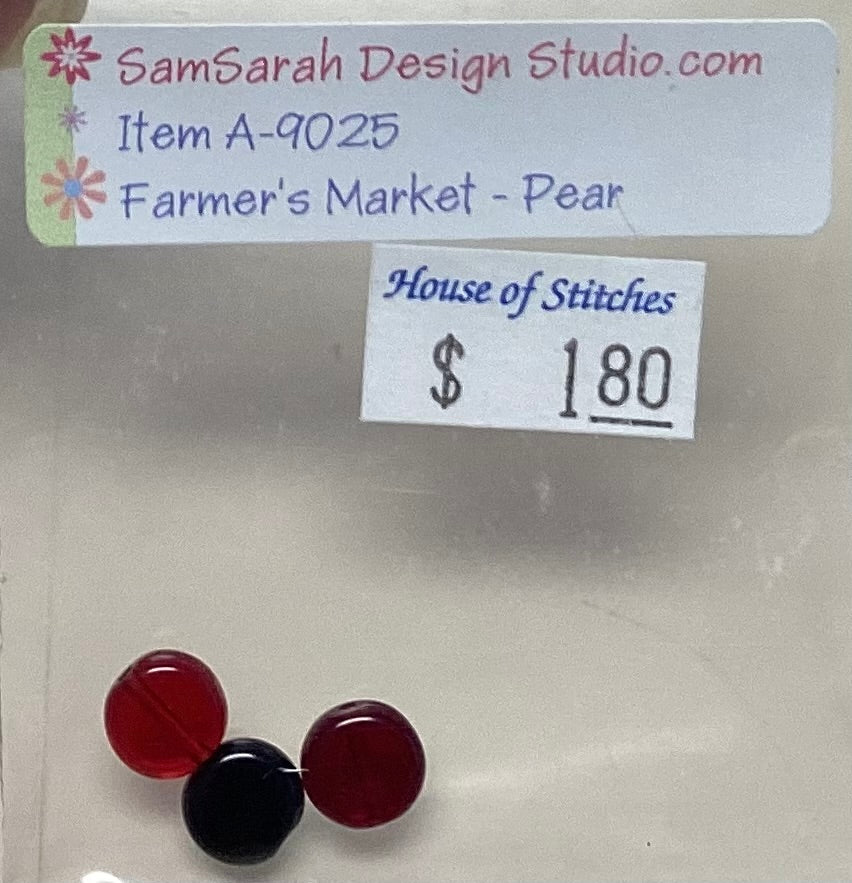 SamSarah Design Studio.com
Item A-9025
Farmer's Market - Pear
House of Stitches
$ 180